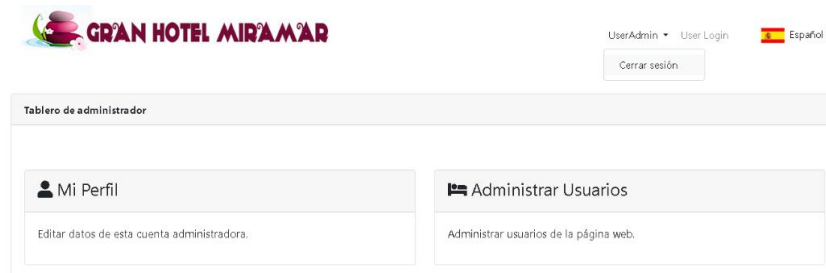 GRAN HOTEL MIRAMAR
UserAdmin User Login Español
Cerrar sesión
Tablero de administrador
Mi Perfil
Editar datos de esta cuenta administradora.
Administrar Usuarios
Administrar usuarios de la página web.